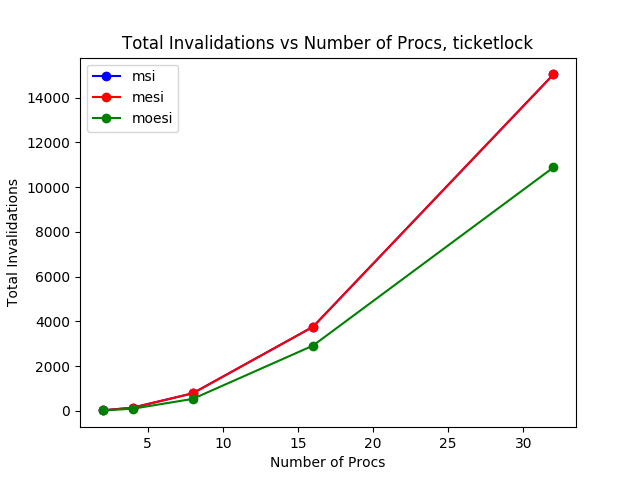 Total Invalidations vs Number of Procs, ticketlock
msi
mesi
moesi
14000
12000
10000
8000
6000
4000
2000
0
Total Invalidations
5 10 15 20 25 30
Number of Procs